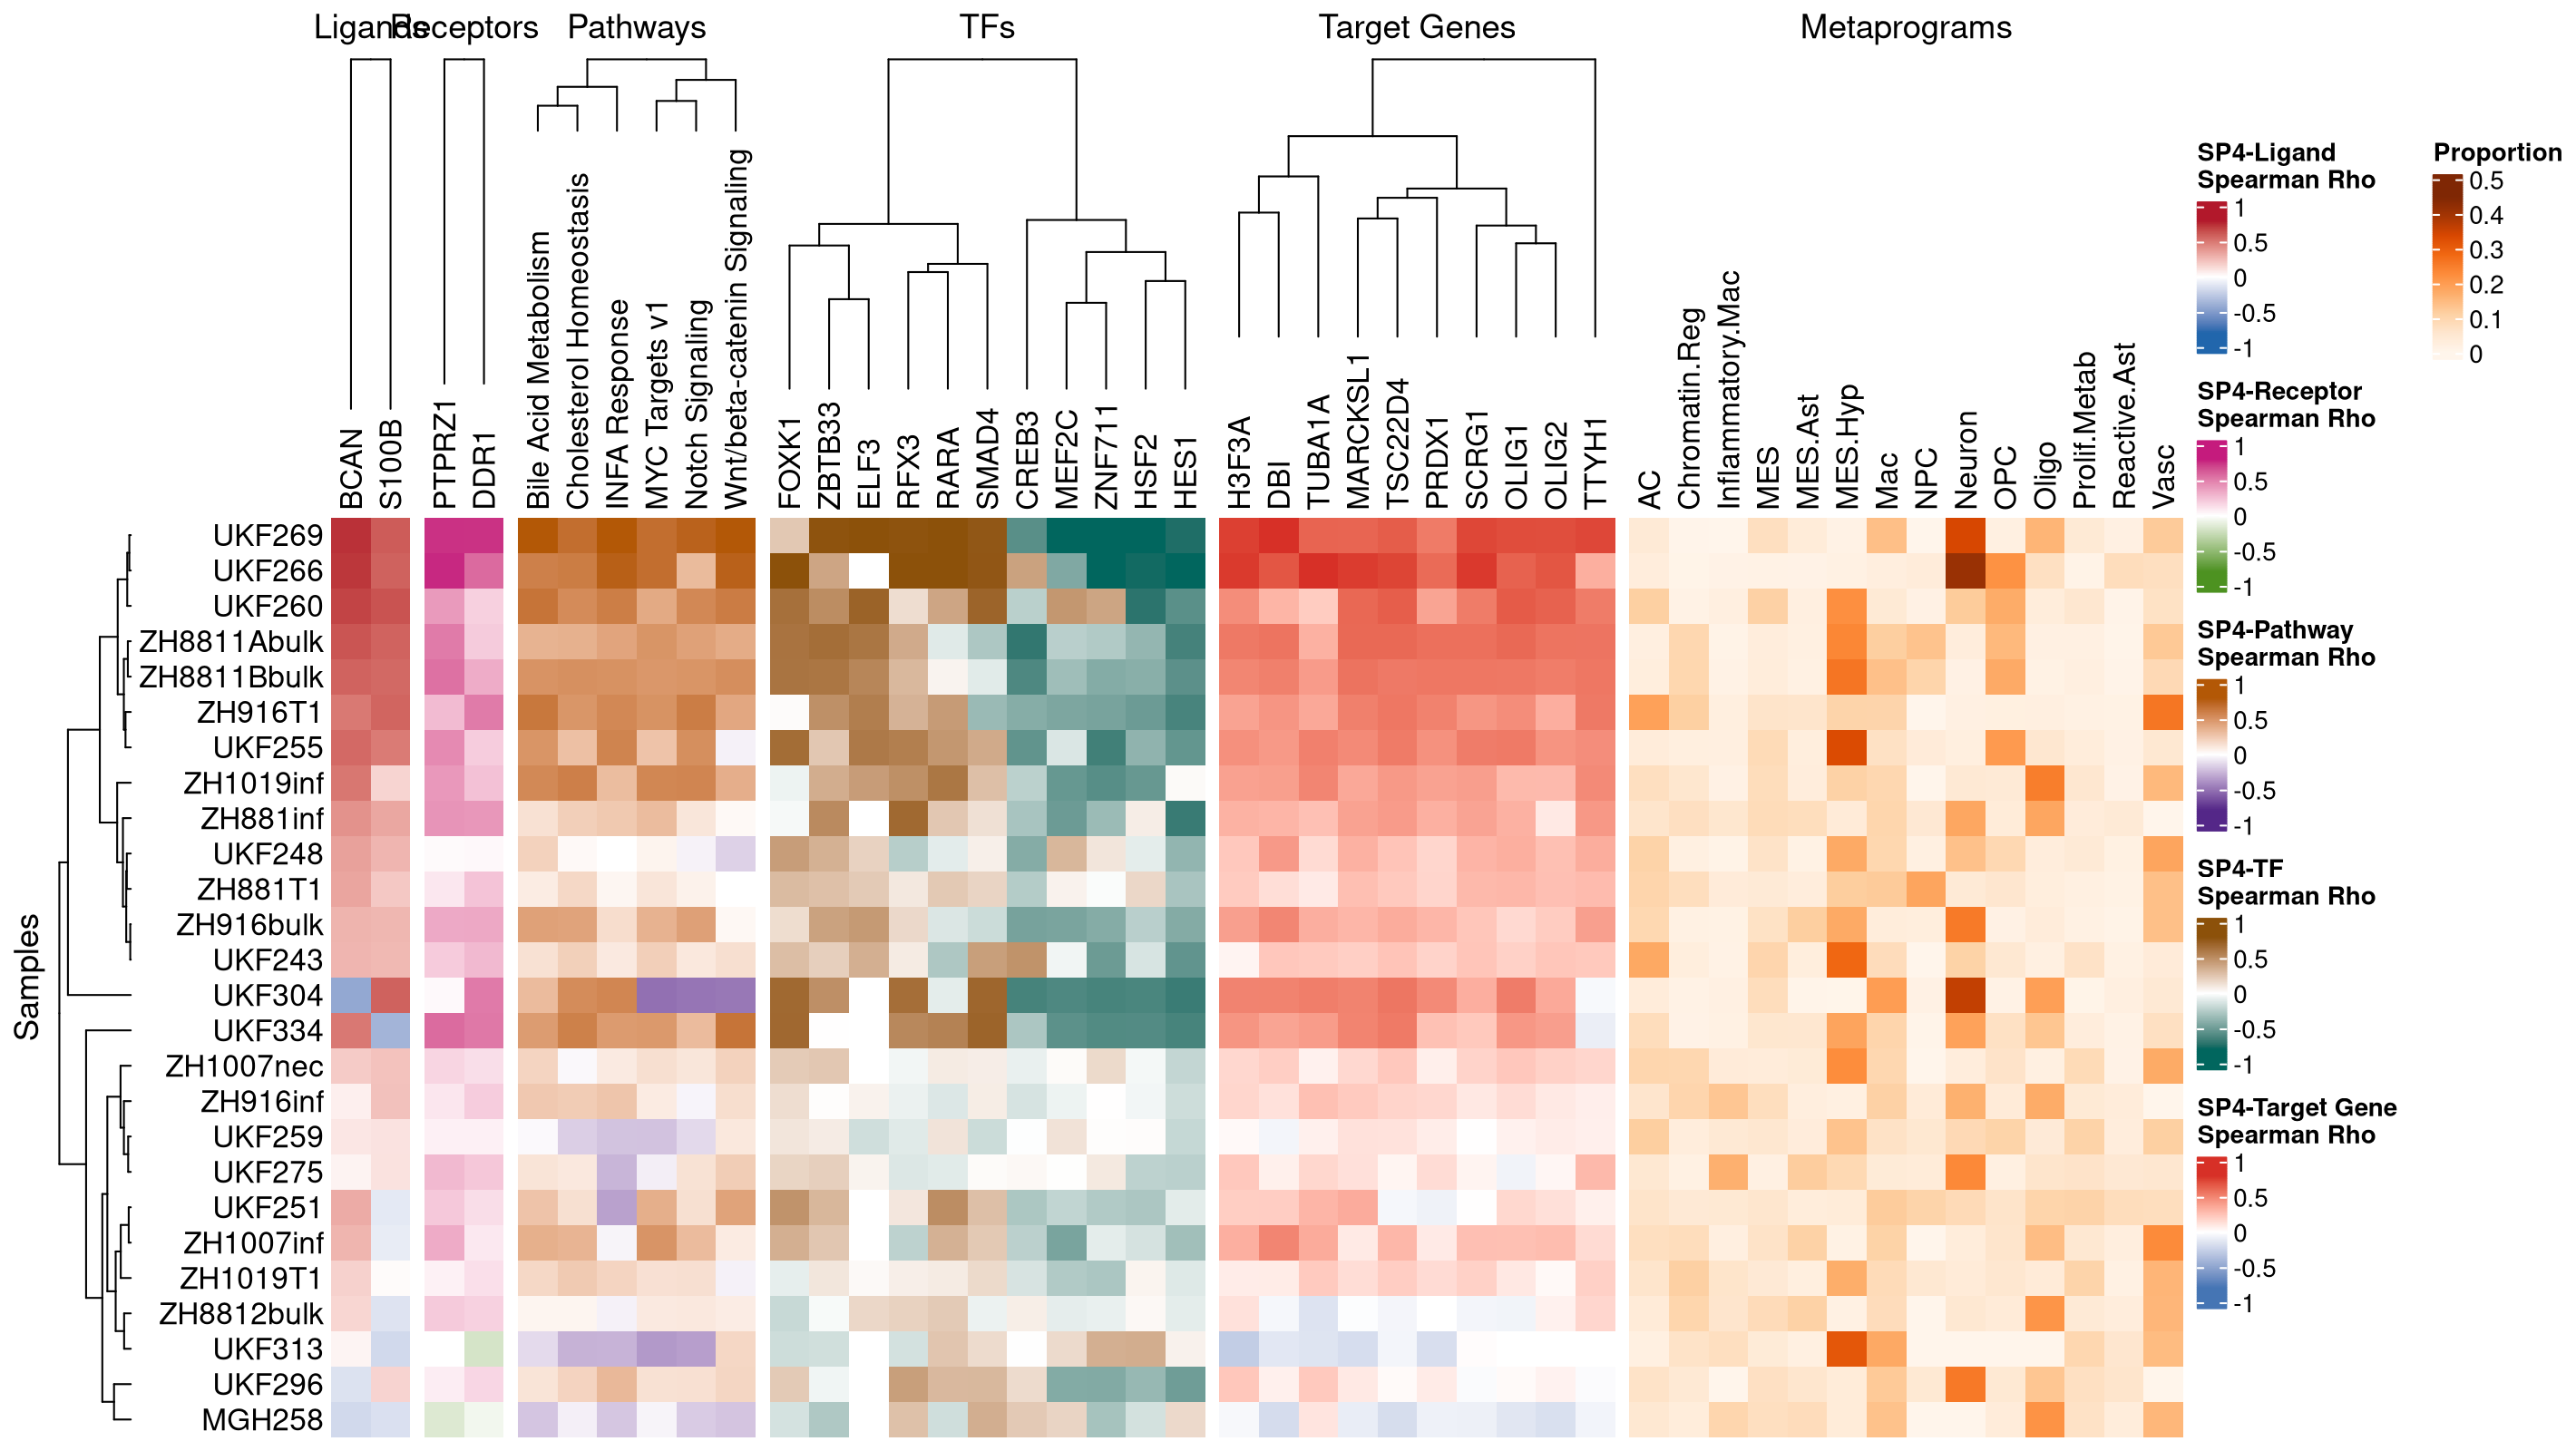 Ligands
Receptors
Pathways
TFs
Target Genes
Metaprograms
BCAN
S100B
PTPRZ1
DDR1
Bile Acid Metabolism
Cholesterol Homeostasis
INFA Response
MYC Targets v1
Notch Signaling
Wnt/beta-catenin Signaling
FOXK1
ZBTB33
ELF3
RFX3
RARA
SMAD4
CREB3
MEF2C
ZNF711
HSF2
HES1
H3F3A
DBI
TUBA1A
MARCKSL1
TSC22D4
PRDX1
SCRG1
OLIG1
OLIG2
TTYH1
AC
Chromatin.Reg
Inflammatory.Mac
MES
MES.Ast
MES.Hyp
Mac
NPC
Neuron
OPC
Oligo
Prolif.Metab
Reactive.Ast
Vasc
Samples
UKF269
UKF266
UKF260
ZH8811Abulk
ZH8811Bbulk
ZH916T1
UKF255
ZH1019inf
ZH881inf
UKF248
ZH881T1
ZH916bulk
UKF243
UKF304
UKF334
ZH1007nec
ZH916inf
UKF259
UKF275
UKF251
ZH1007inf
ZH1019T1
ZH8812bulk
UKF313
UKF296
MGH258
SP4-Ligand
Spearman Rho
1
0.5
0
-0.5
-1
SP4-Receptor
Spearman Rho
1
0.5
0
-0.5
-1
SP4-Pathway
Spearman Rho
1
0.5
0
-0.5
-1
SP4-TF
Spearman Rho
1
0.5
0
-0.5
-1
SP4-Target Gene
Spearman Rho
1
0.5
0
-0.5
-1
Proportion
0.5
0.4
0.3
0.2
0.1
0